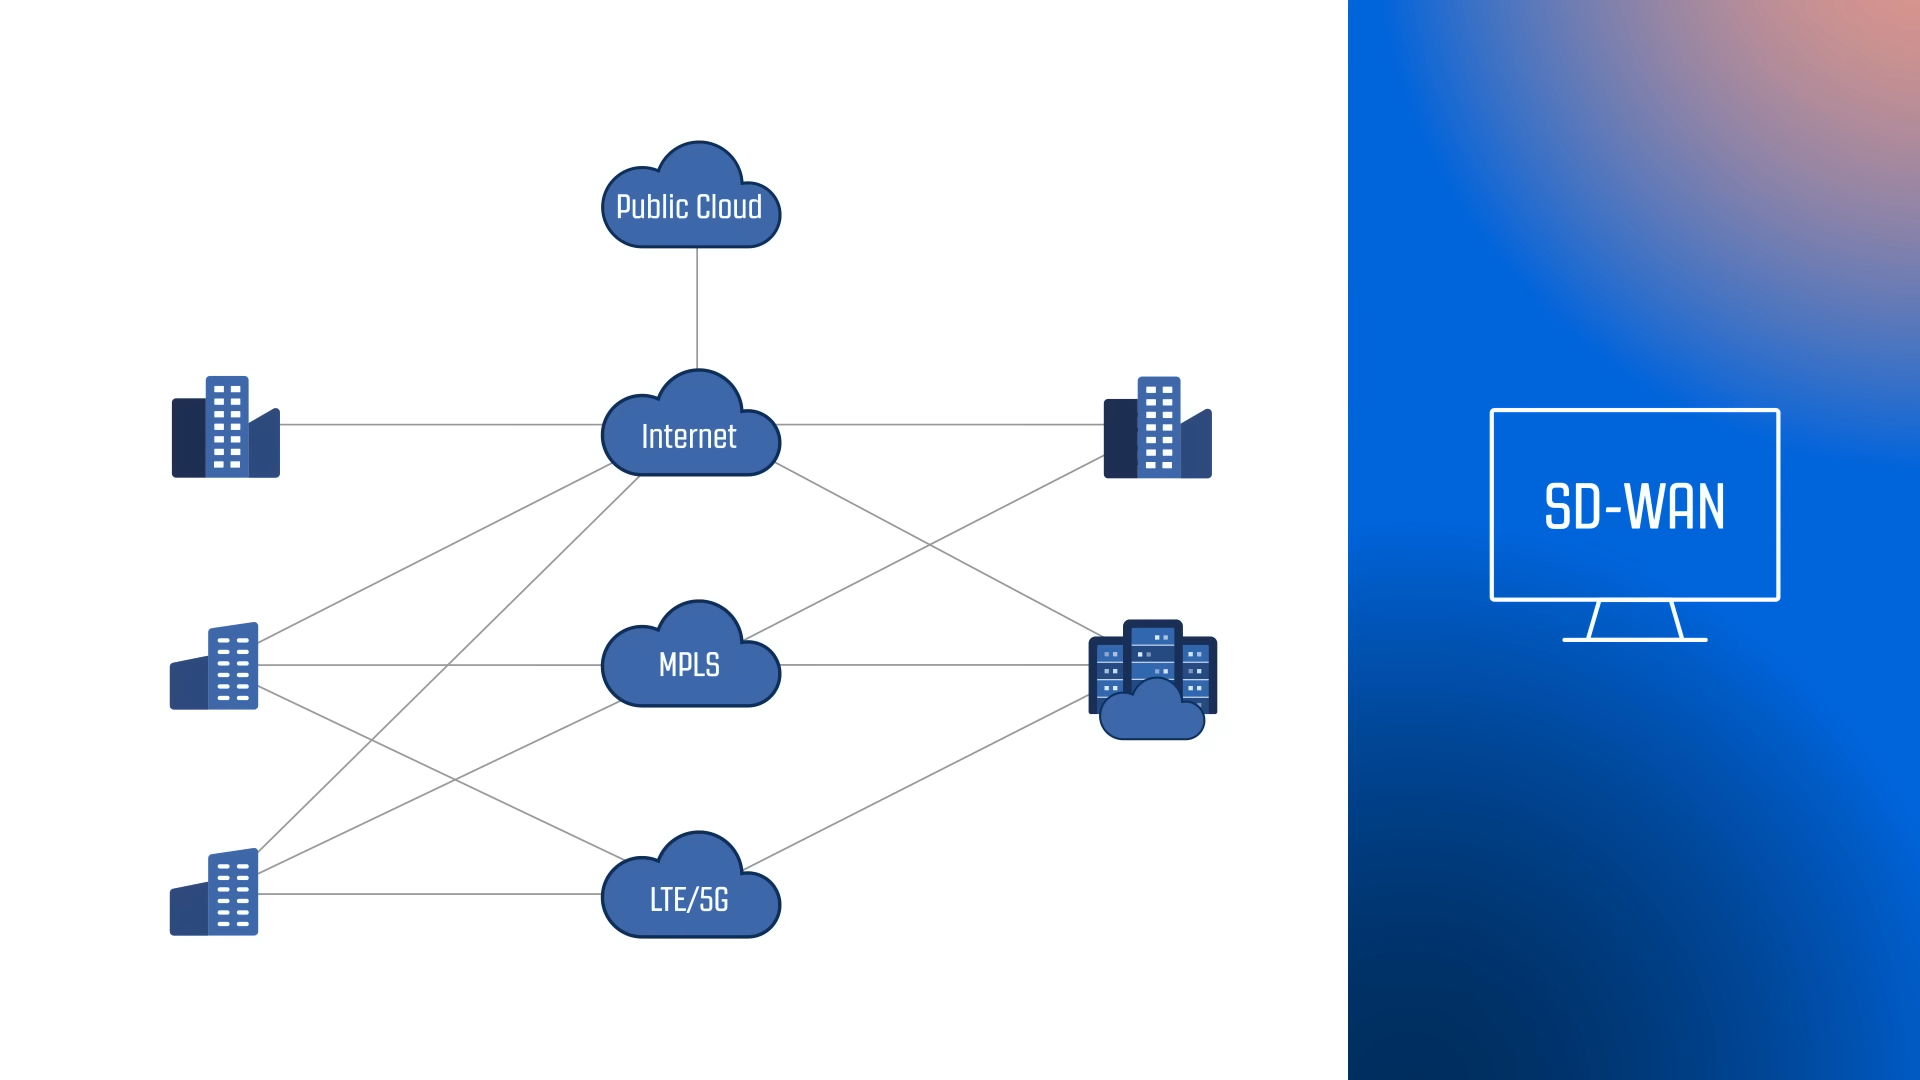 Public Cloud
Internet
MPLS
LTE/5G
SD-WAN